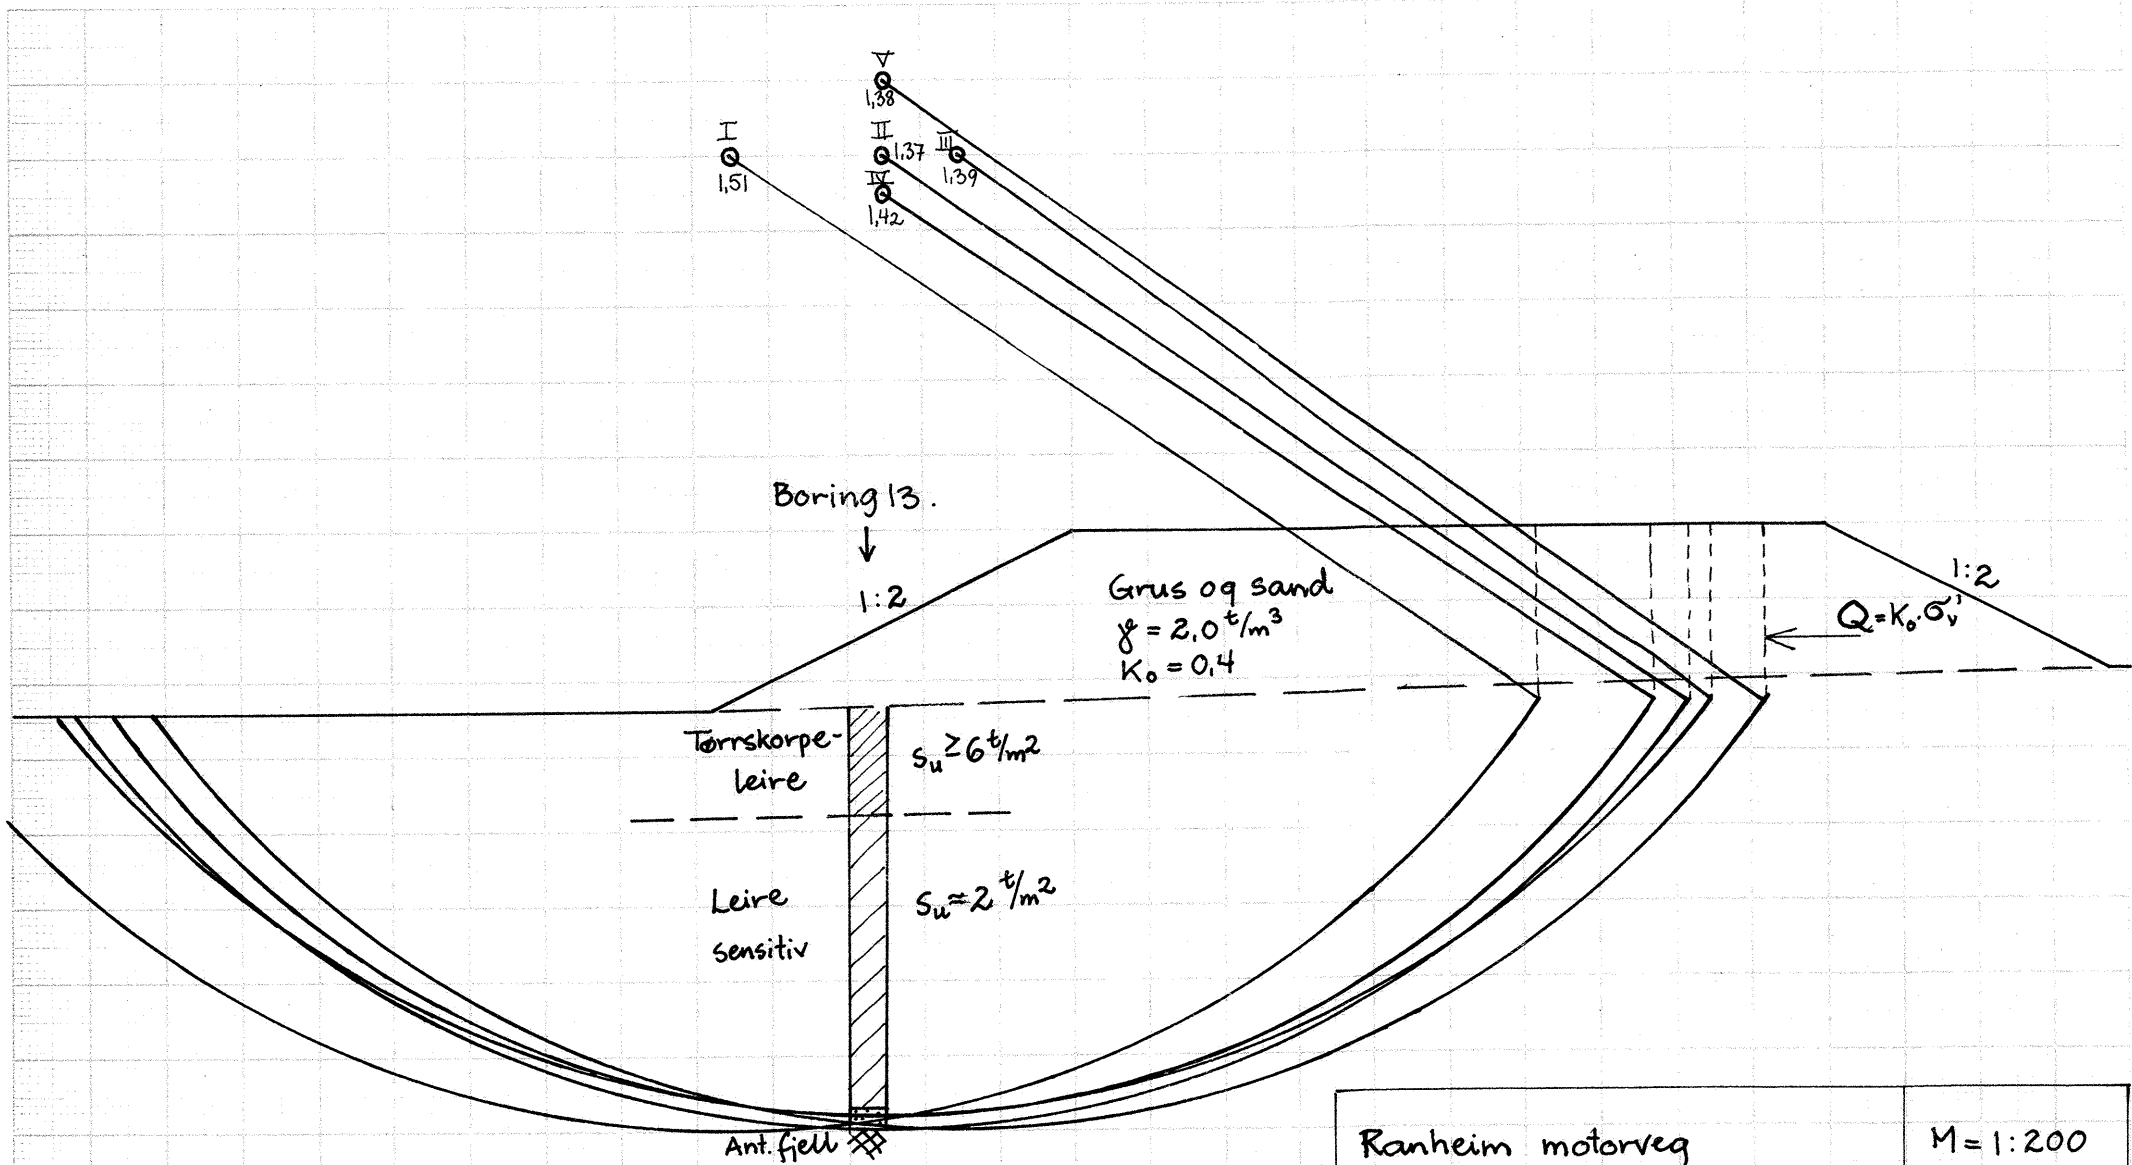 V
1,38
I
1,51
II
1,37
III
1,39
IV
1,42
Boring 13.
1:2
Grus og sand
γ = 2,0 t/m³
K₀ = 0,4
1:2
Q=K₀·σᵥ'
Tørrskorpe-
leire
sᵤ ≥ 6 t/m²
Leire
sensitiv
sᵤ ≈ 2 t/m²
Ant. fjell
Ranheim motorveg
M = 1:200